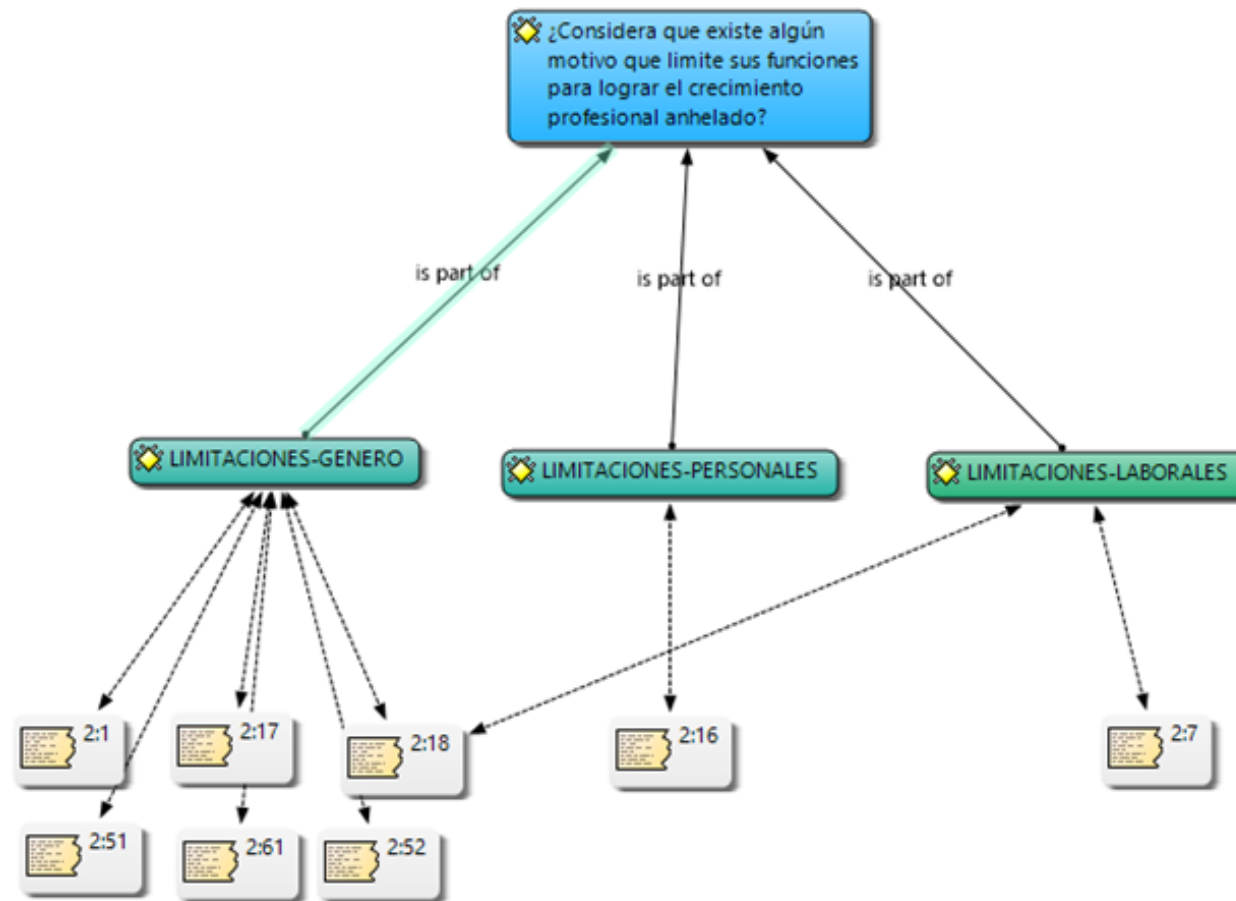 ¿Considera que existe algún
motivo que limite sus funciones
para lograr el crecimiento
profesional anhelado?
is part of
is part of
is part of
LIMITACIONES-GENERO
LIMITACIONES-PERSONALES
LIMITACIONES-LABORALES
2:1
2:17
2:18
2:16
2:7
2:51
2:61
2:52